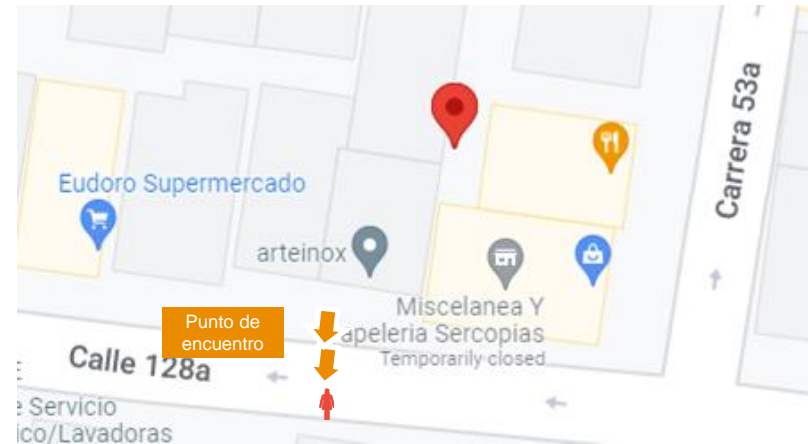 Carrera 53a
Eudoro Supermercado
arteinox
Miscelanea Y
apeleria Sercopias
Temporarily closed
Punto de
encuentro
Calle 128a
e Servicio
ico/Lavadoras